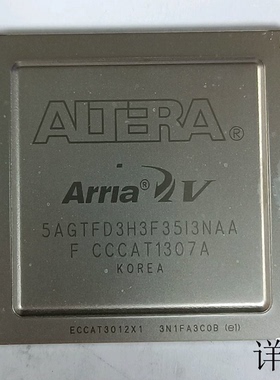 ALTERA®
Arria® V
5AGTFD3H3F35I3NAA
F CCCAT1307A
KOREA
ECCAT3012X1 3N1FA3C0B (e1)
详